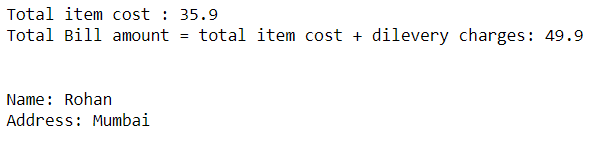 Total item cost : 35.9
Total Bill amount = total item cost + dilevery charges: 49.9
Name: Rohan
Address: Mumbai